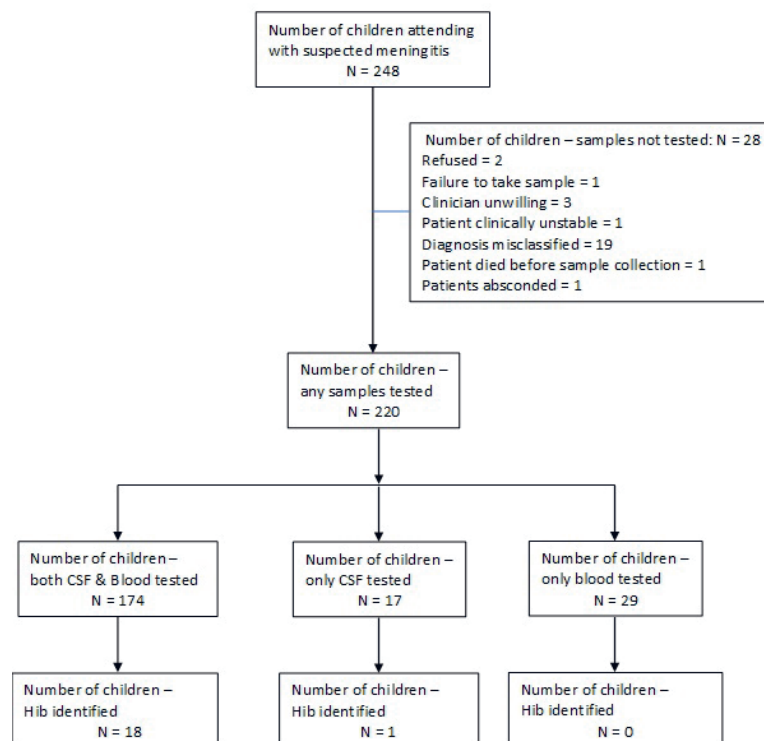 Number of children attending
with suspected meningitis
N = 248
Number of children – samples not tested: N = 28
Refused = 2
Failure to take sample = 1
Clinician unwilling = 3
Patient clinically unstable = 1
Diagnosis misclassified = 19
Patient died before sample collection = 1
Patients absconded = 1
Number of children –
any samples tested
N = 220
Number of children –
both CSF & Blood tested
N = 174
Number of children –
only CSF tested
N = 17
Number of children –
only blood tested
N = 29
Number of children –
Hib identified
N = 18
Number of children –
Hib identified
N = 1
Number of children -
Hib identified
N = 0